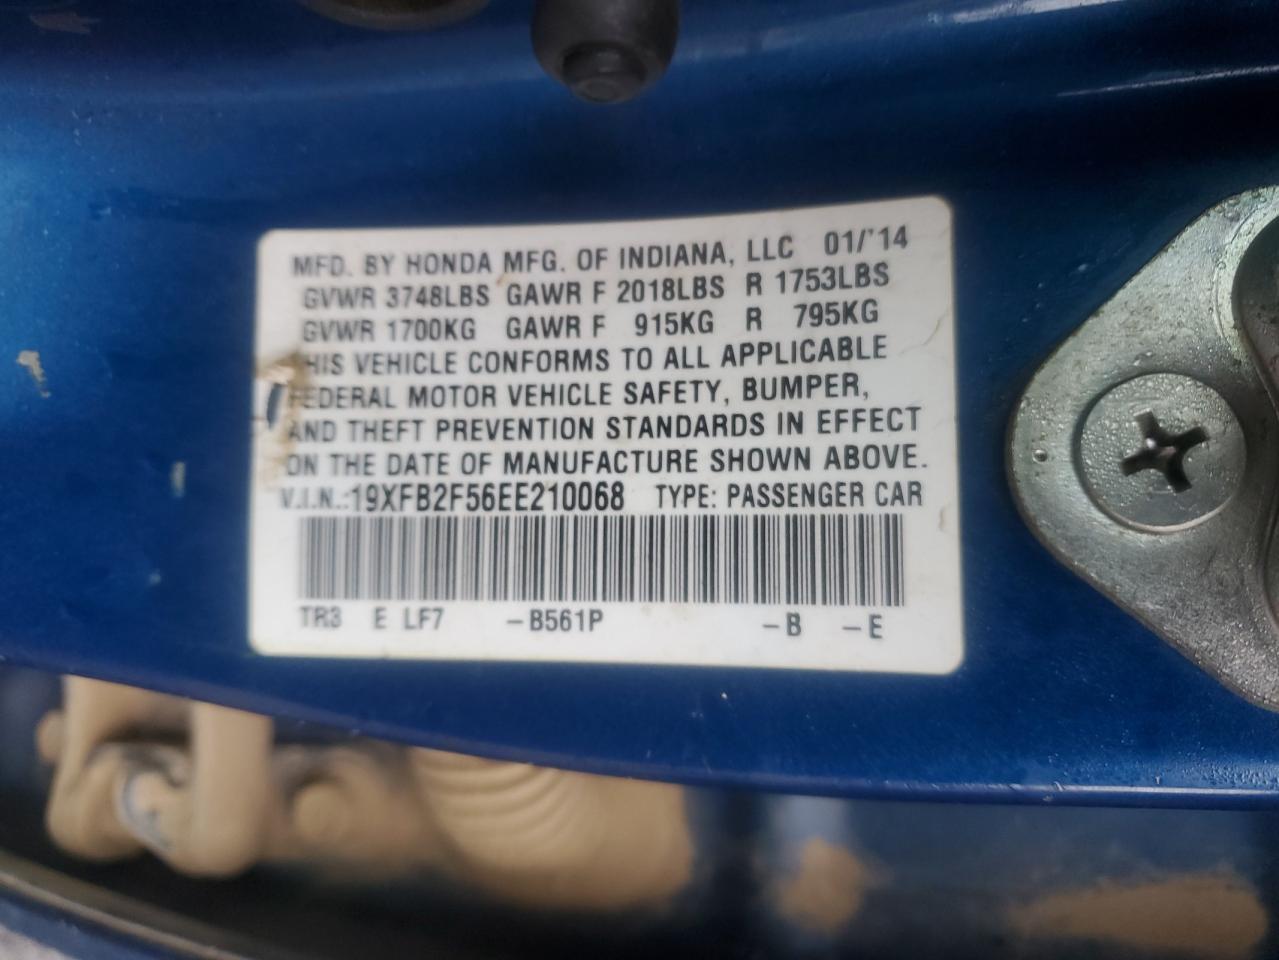 MFD. BY HONDA MFG. OF INDIANA, LLC 01/'14
GVWR 3748LBS GAWR F 2018LBS R 1753LBS
GVWR 1700KG GAWR F 915KG R 795KG
THIS VEHICLE CONFORMS TO ALL APPLICABLE
FEDERAL MOTOR VEHICLE SAFETY, BUMPER,
AND THEFT PREVENTION STANDARDS IN EFFECT
ON THE DATE OF MANUFACTURE SHOWN ABOVE.
V.I.N.:19XFB2F56EE210068 TYPE: PASSENGER CAR
TR3 E LF7 -B561P -B -E